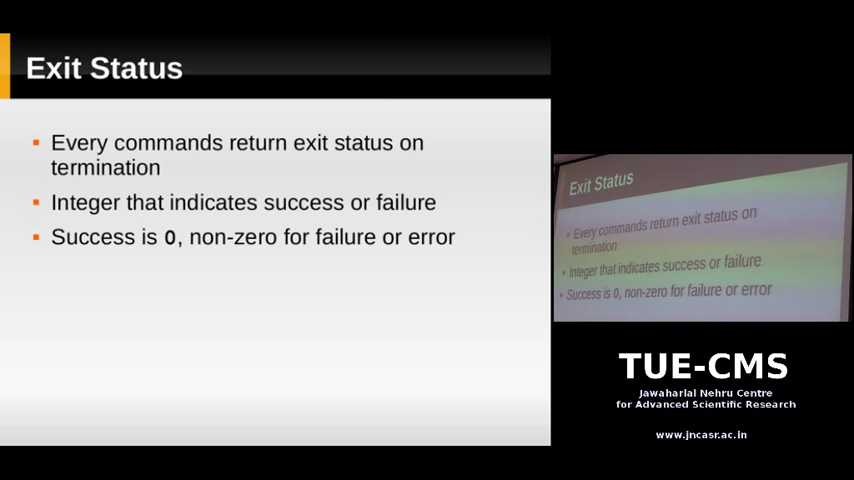 Exit Status
Every commands return exit status on
termination
Integer that indicates success or failure
Success is 0, non-zero for failure or error
Exit Status
Every commands return exit status on
termination
Integer that indicates success or failure
Success is 0, non-zero for failure or error
TUE-CMS
Jawaharlal Nehru Centre
for Advanced Scientific Research
www.jncasr.ac.in